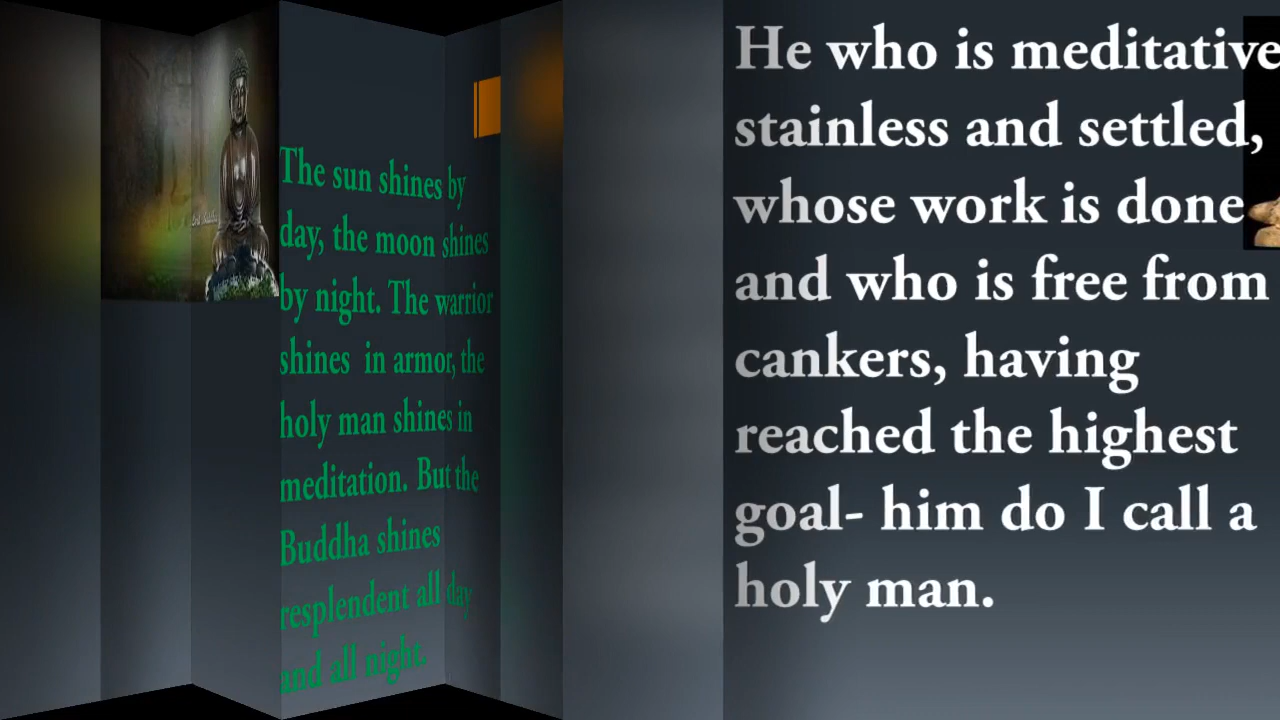 The sun shines by
day, the moon shines
by night. The warrior
shines in armor, the
holy man shines in
meditation. But the
Buddha shines
resplendent all day
and all night.
He who is meditative
stainless and settled,
whose work is done
and who is free from
cankers, having
reached the highest
goal- him do I call a
holy man.